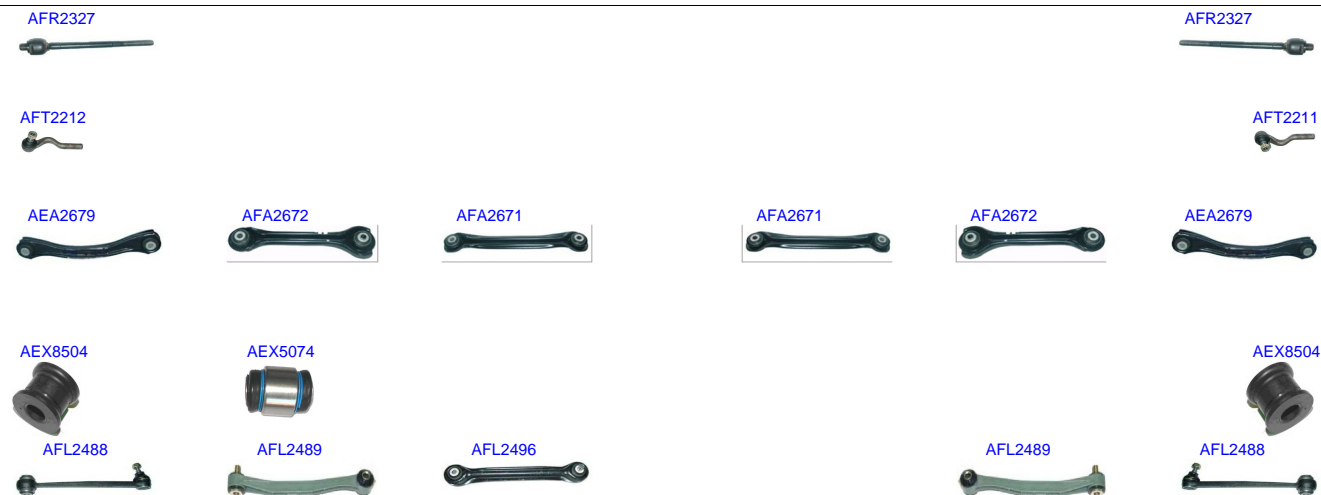 AFR2327 AFR2327
AFT2212 AFT2211
AEA2679 AFA2672 AFA2671 AFA2671 AFA2672 AEA2679
AEX8504 AEX5074 AEX8504
AFL2488 AFL2489 AFL2496 AFL2489 AFL2488